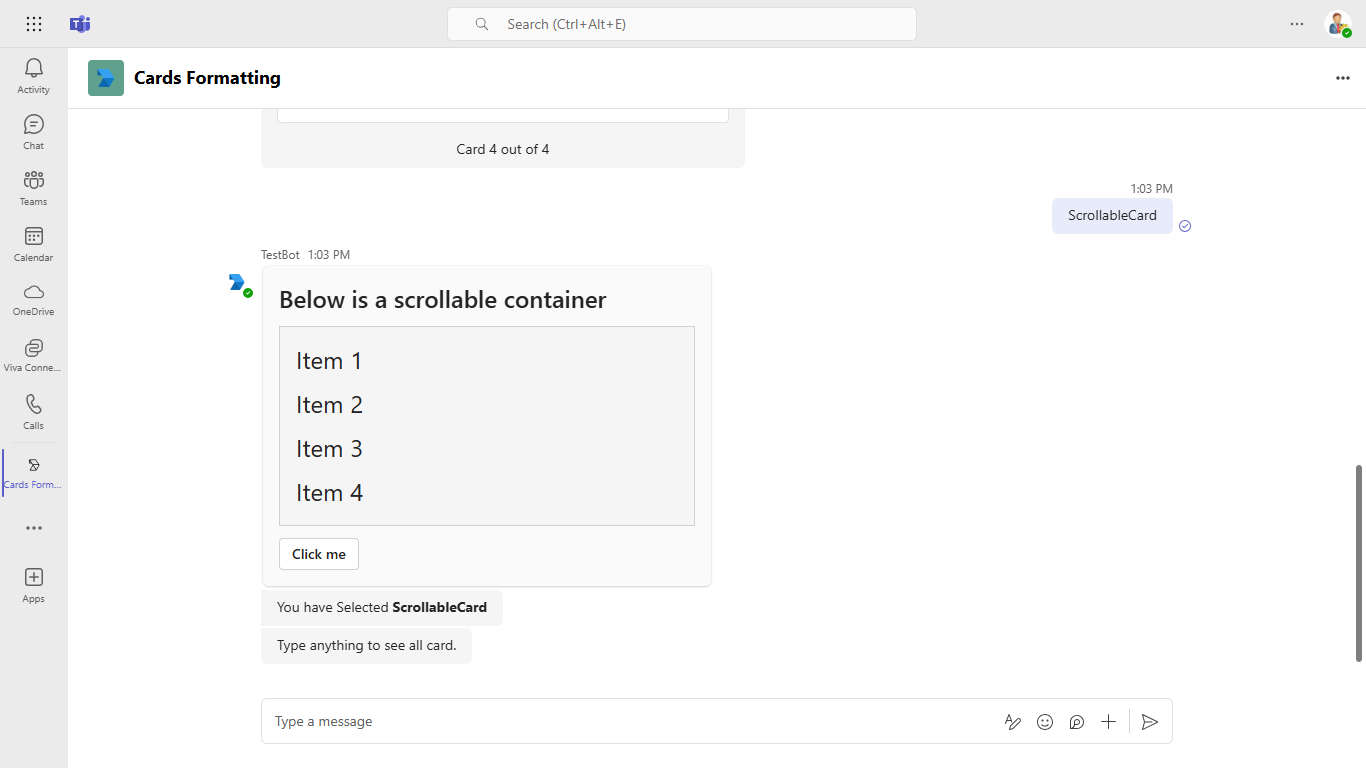 Search (Ctrl+Alt+E)
Activity
Chat
Teams
Calendar
OneDrive
Viva Conne...
Calls
Cards Form...
Apps
Cards Formatting
Card 4 out of 4
1:03 PM
ScrollableCard
TestBot 1:03 PM
Below is a scrollable container
Item 1
Item 2
Item 3
Item 4
Click me
You have Selected ScrollableCard
Type anything to see all card.
Type a message